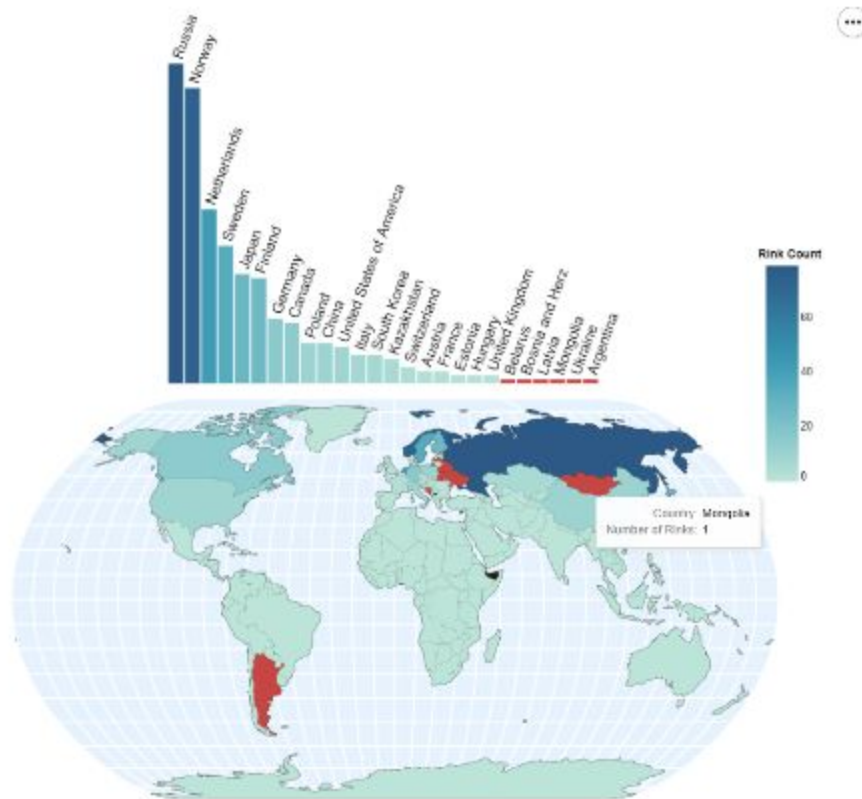 Russia
Norway
Netherlands
Sweden
Japan
Finland
Germany
Canada
Poland
China
United States of America
Italy
South Korea
Kazakhstan
Switzerland
Austria
France
Estonia
Hungary
United Kingdom
Belarus
Bosnia and Herz
Latvia
Mongolia
Ukraine
Argentina
Rink Count
60
40
20
0
Country: Mongolia
Number of Rinks: 1